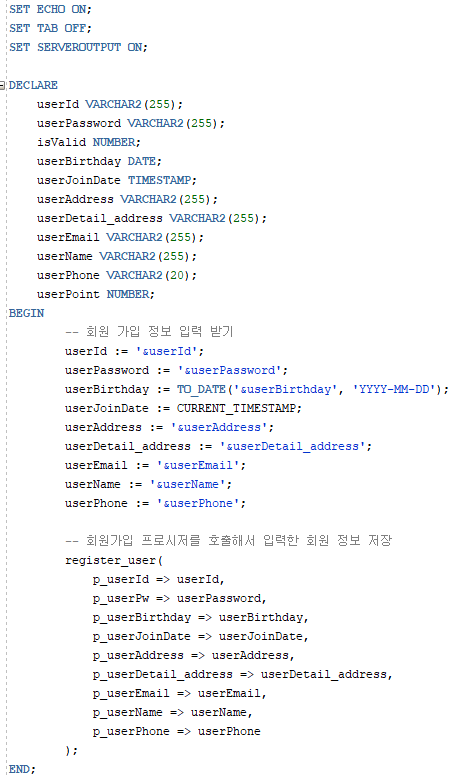 SET ECHO ON;
SET TAB OFF;
SET SERVEROUTPUT ON;
DECLARE
userId VARCHAR2(255);
userPassword VARCHAR2(255);
isValid NUMBER;
userBirthday DATE;
userJoinDate TIMESTAMP;
userAddress VARCHAR2(255);
userDetail_address VARCHAR2(255);
userEmail VARCHAR2(255);
userName VARCHAR2(255);
userPhone VARCHAR2(20);
userPoint NUMBER;
BEGIN
-- 회원 가입 정보 입력 받기
userId := '&userId';
userPassword := '&userPassword';
userBirthday := TO_DATE('&userBirthday', 'YYYY-MM-DD');
userJoinDate := CURRENT_TIMESTAMP;
userAddress := '&userAddress';
userDetail_address := '&userDetail_address';
userEmail := '&userEmail';
userName := '&userName';
userPhone := '&userPhone';
-- 회원가입 프로시저를 호출해서 입력한 회원 정보 저장
register_user(
p_userId => userId,
p_userPw => userPassword,
p_userBirthday => userBirthday,
p_userJoinDate => userJoinDate,
p_userAddress => userAddress,
p_userDetail_address => userDetail_address,
p_userEmail => userEmail,
p_userName => userName,
p_userPhone => userPhone
);
END;